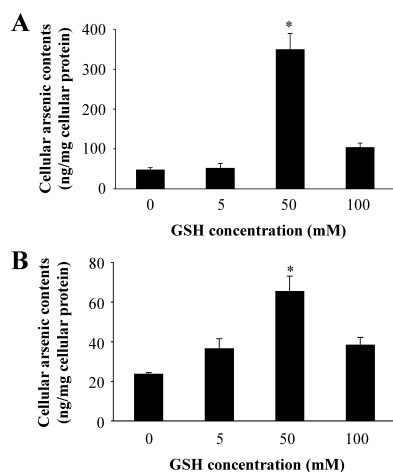 A
Cellular arsenic contents
(ng/mg cellular protein)
400
300
200
100
0
*
0 5 50 100
GSH concentration (mM)
B
Cellular arsenic contents
(ng/mg cellular protein)
80
60
40
20
0
*
0 5 50 100
GSH concentration (mM)